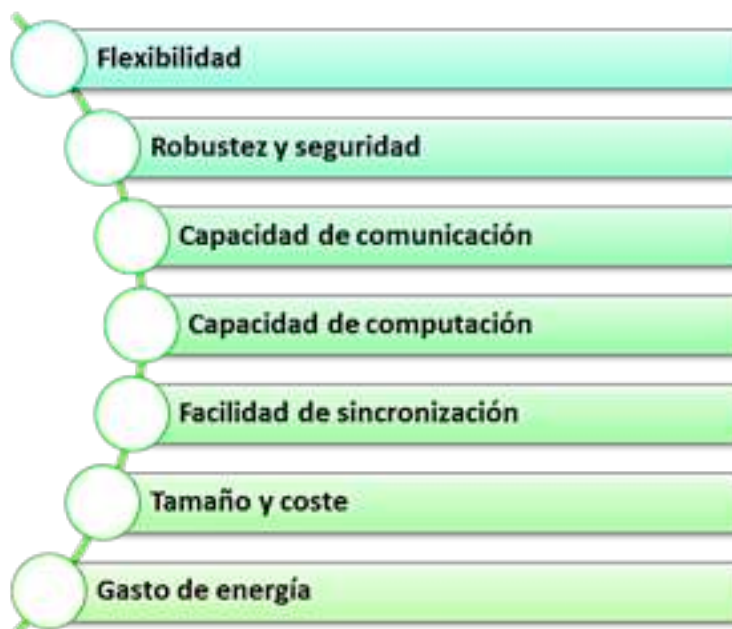 Flexibilidad
Robustez y seguridad
Capacidad de comunicación
Capacidad de computación
Facilidad de sincronización
Tamaño y coste
Gasto de energía